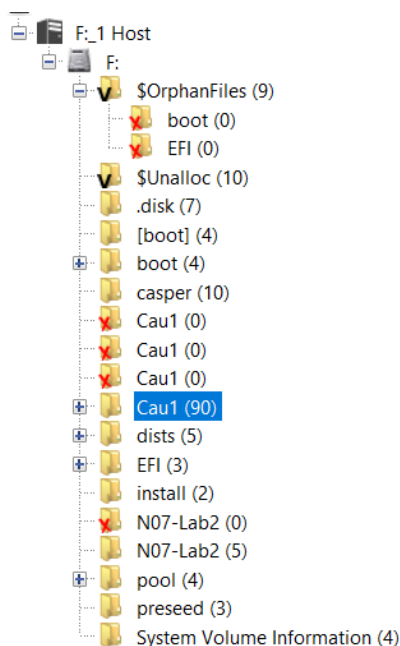 F:_1 Host
F:
$OrphanFiles (9)
boot (0)
EFI (0)
$Unalloc (10)
.disk (7)
[boot] (4)
boot (4)
casper (10)
Cau1 (0)
Cau1 (0)
Cau1 (0)
Cau1 (90)
dists (5)
EFI (3)
install (2)
N07-Lab2 (0)
N07-Lab2 (5)
pool (4)
preseed (3)
System Volume Information (4)